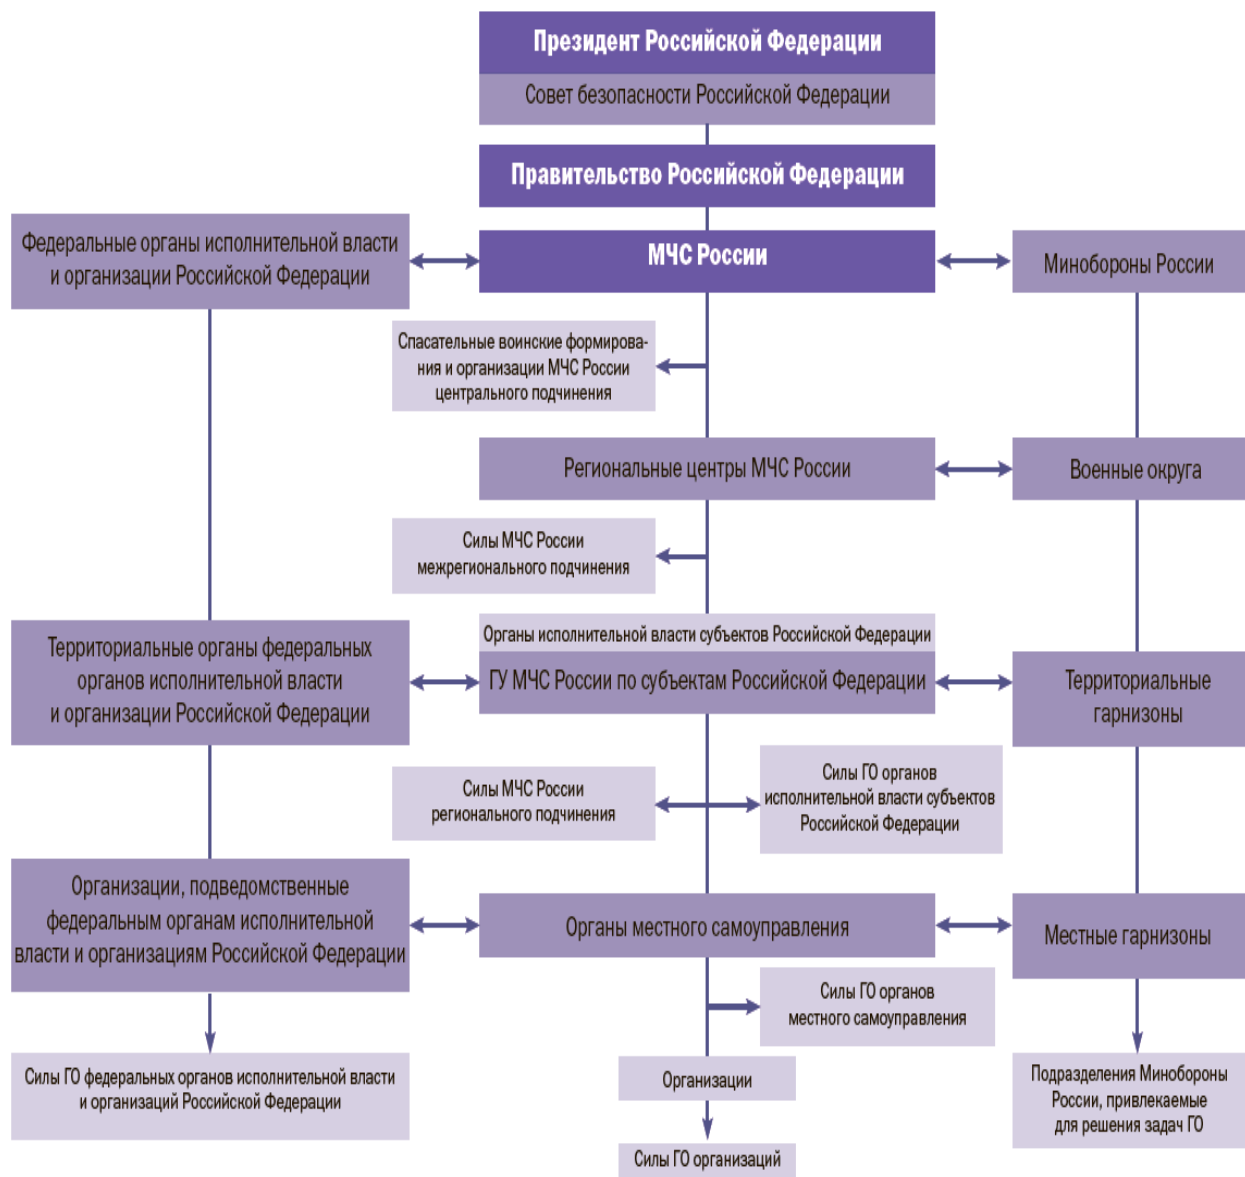 Президент Российской Федерации
Совет безопасности Российской Федерации
Правительство Российской Федерации
Федеральные органы исполнительной власти
и организации Российской Федерации
МЧС России
Минобороны России
Спасательные воинские формирова-
ния и организации МЧС России
центрального подчинения
Региональные центры МЧС России
Военные округа
Силы МЧС России
межрегионального подчинения
Органы исполнительной власти субъектов Российской Федерации
Территориальные органы федеральных
органов исполнительной власти
и организации Российской Федерации
ГУ МЧС России по субъектам Российской Федерации
Территориальные
гарнизоны
Силы МЧС России
регионального подчинения
Силы ГО органов
исполнительной власти субъектов
Российской Федерации
Организации, подведомственные
федеральным органам исполнительной
власти и организациям Российской Федерации
Органы местного самоуправления
Местные гарнизоны
Силы ГО органов
местного самоуправления
Силы ГО федеральных органов исполнительной власти
и организаций Российской Федерации
Организации
Подразделения Минобороны
России, привлекаемые
для решения задач ГО
Силы ГО организаций